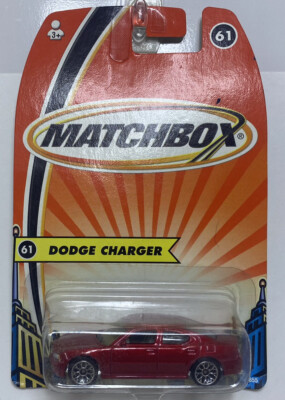 3+
61
MATCHBOX®
61 DODGE CHARGER